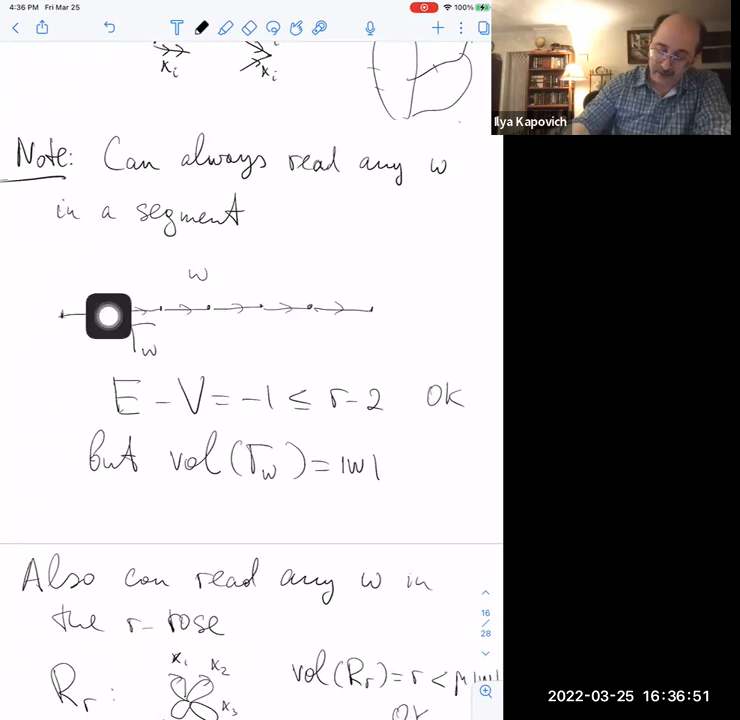 4:36 PM Fri Mar 25
100%
x_i x_i
Ilya Kapovich
Note: Can always read any w
in a segment
w
Γ_w
E - V = -1 ≤ r-2 OK
but vol(Γ_w) = |w|
Also can read any w in
the r-rose
16
/
28
x_1 x_2
R_r: x_3 vol(R_r) = r < μ|w|
OK
2022-03-25 16:36:51